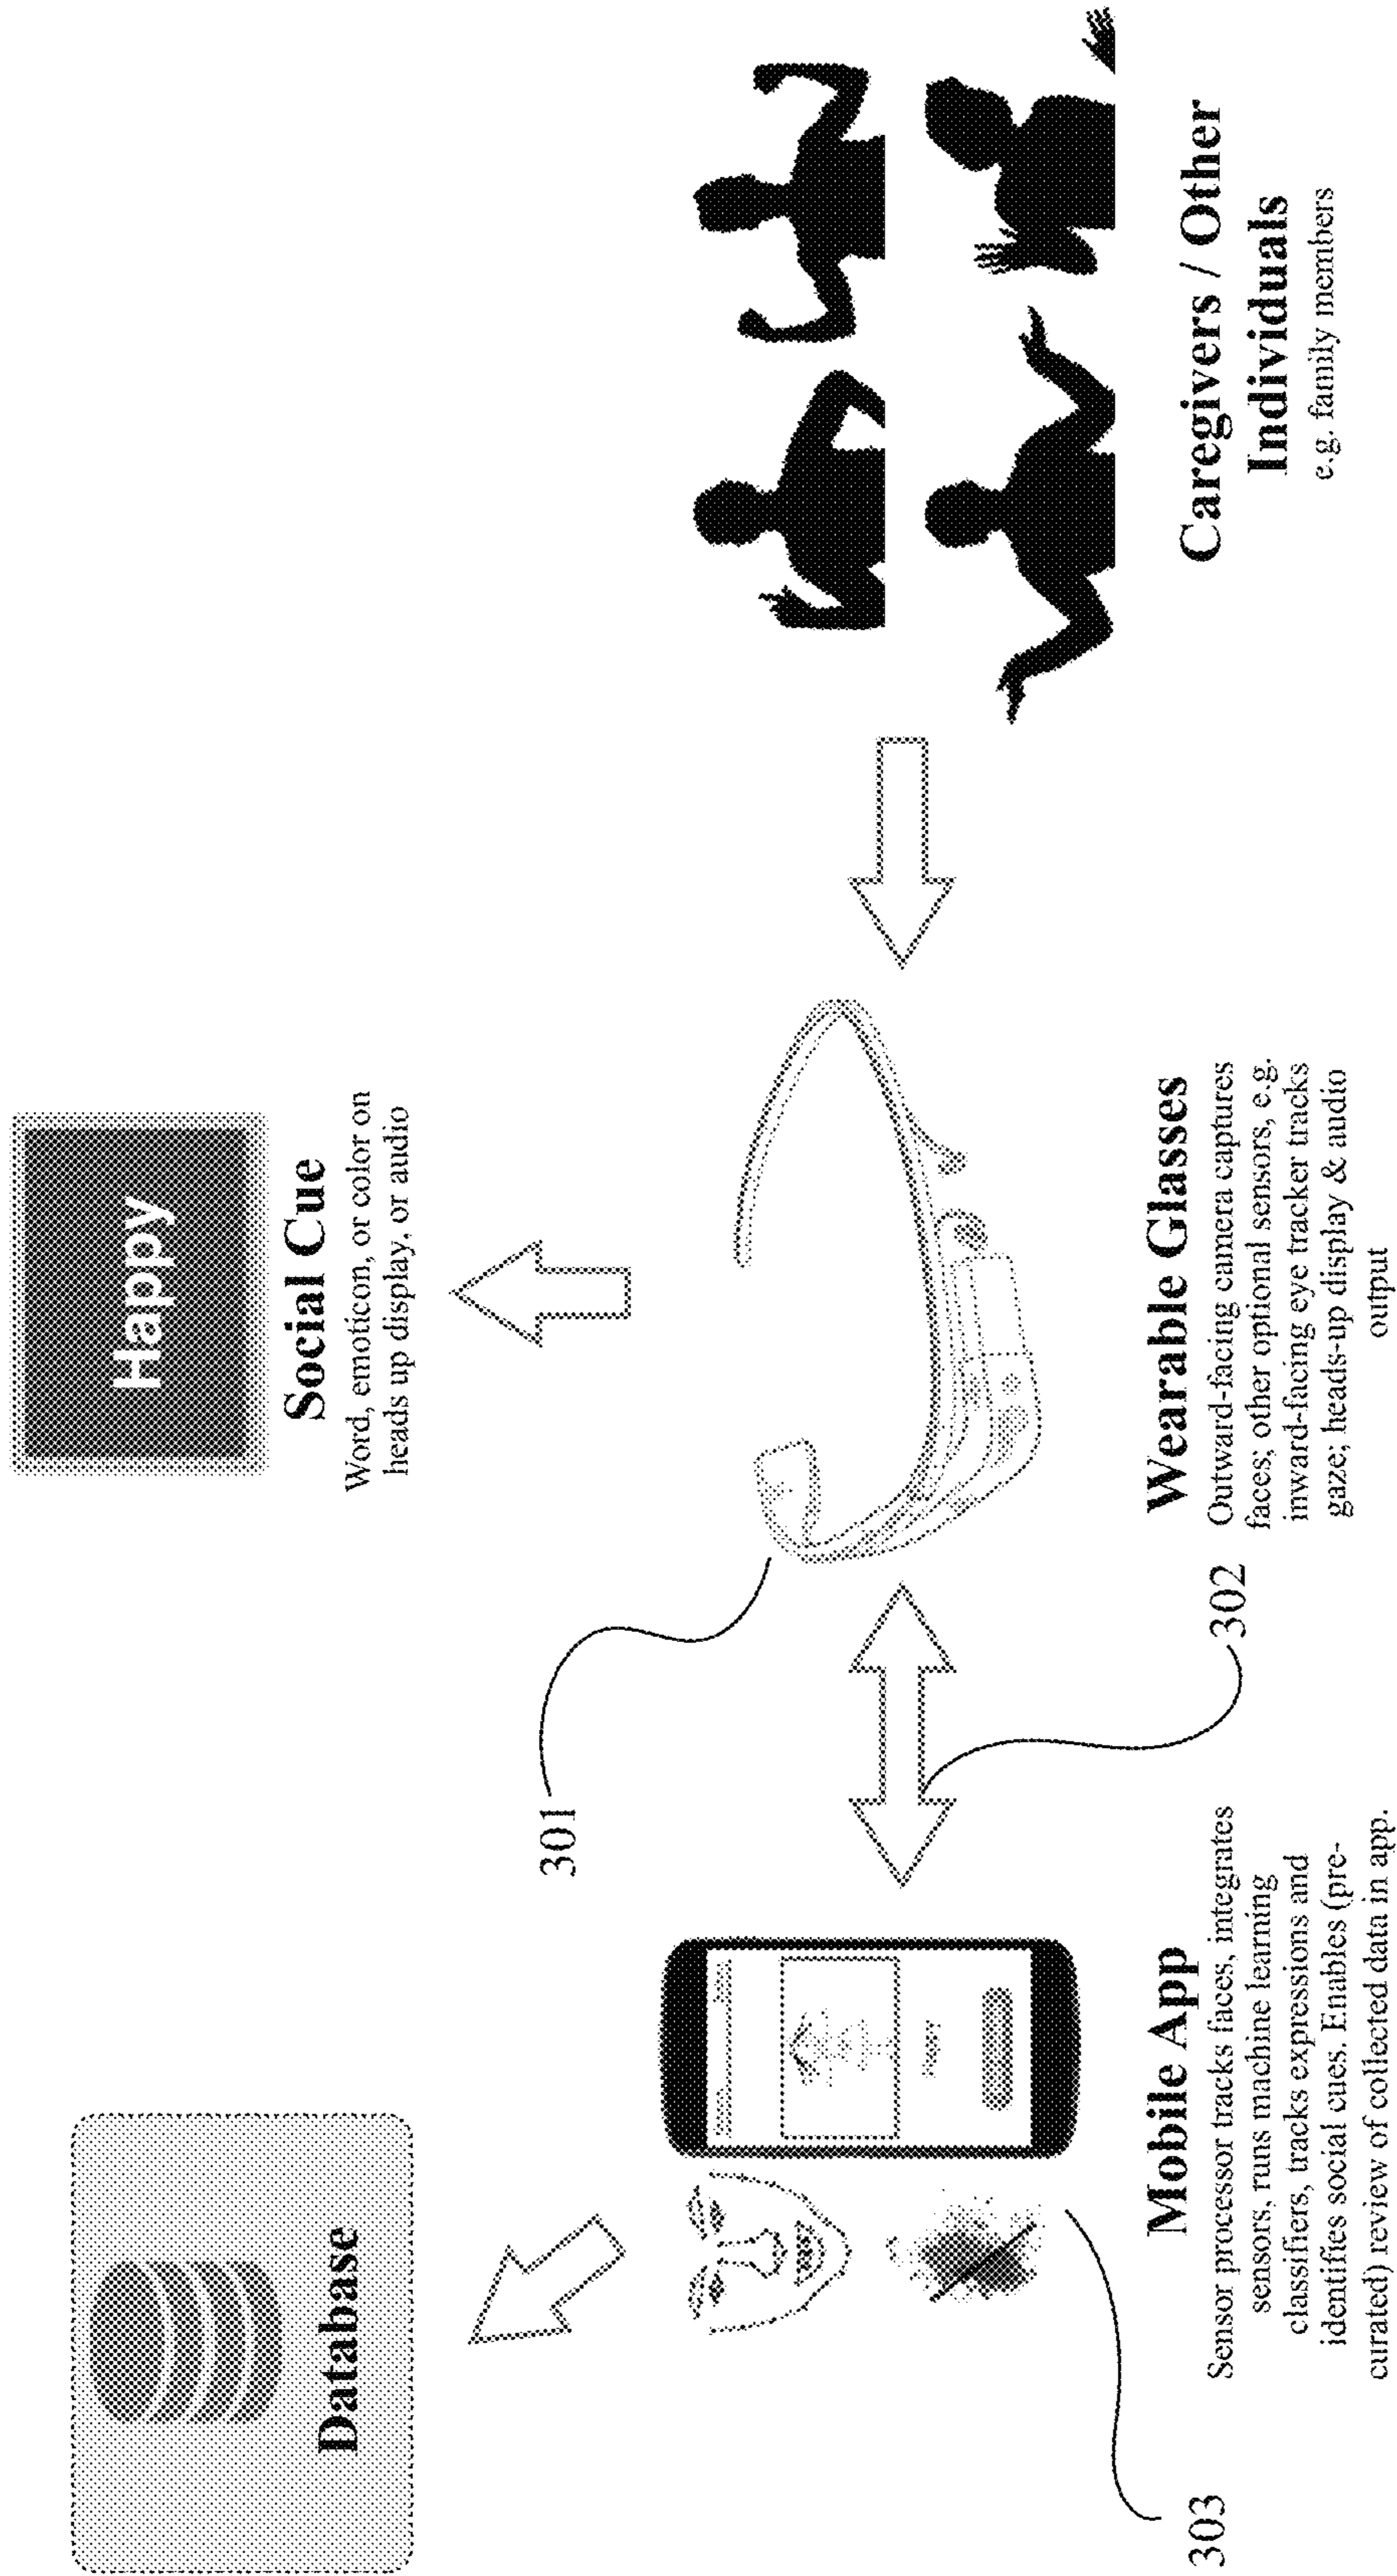 Database
Happy
Social Cue
Word, emoticon, or color on
heads up display, or audio
301
302
303
Mobile App
Sensor processor tracks faces, integrates
sensors, runs machine learning
classifiers, tracks expressions and
identifies social cues. Enables (pre-
curated) review of collected data in app.
Wearable Glasses
Outward-facing camera captures
faces; other optional sensors, e.g.
inward-facing eye tracker tracks
gaze; heads-up display & audio
output
Caregivers / Other
Individuals
e.g. family members